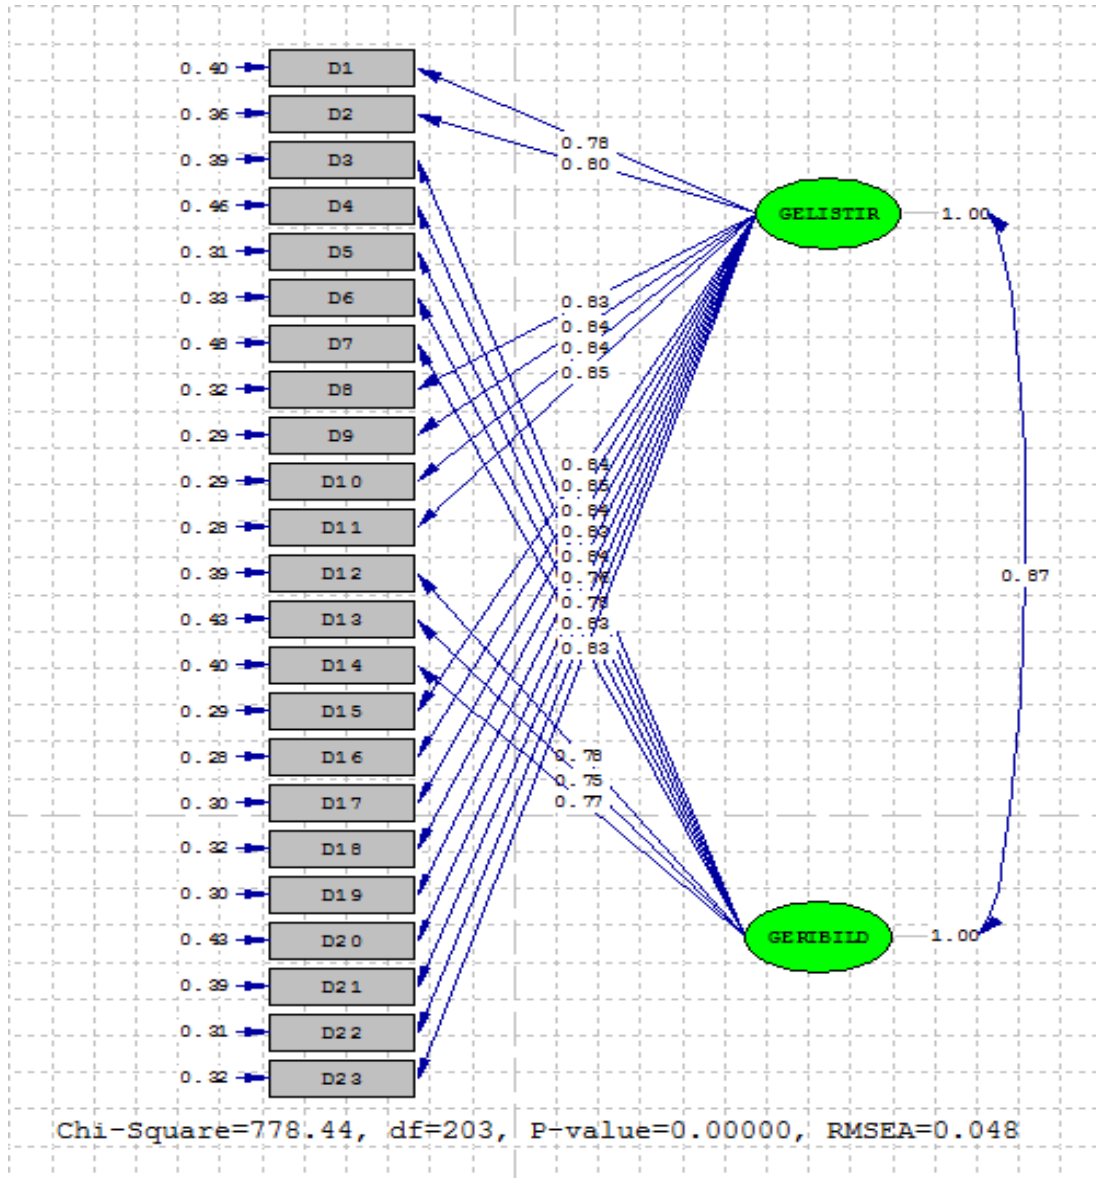 0.40 D1
0.36 D2
0.39 D3
0.46 D4
0.31 D5
0.33 D6
0.48 D7
0.32 D8
0.29 D9
0.29 D10
0.28 D11
0.39 D12
0.43 D13
0.40 D14
0.29 D15
0.28 D16
0.30 D17
0.32 D18
0.30 D19
0.43 D20
0.39 D21
0.31 D22
0.32 D23
0.78
0.80
0.83
0.84
0.84
0.85
0.84
0.85
0.84
0.83
0.84
0.78
0.83
0.83
0.78
0.75
0.77
GELISTIR 1.00
0.87
GERIBILD 1.00
Chi-Square=778.44, df=203, P-value=0.00000, RMSEA=0.048